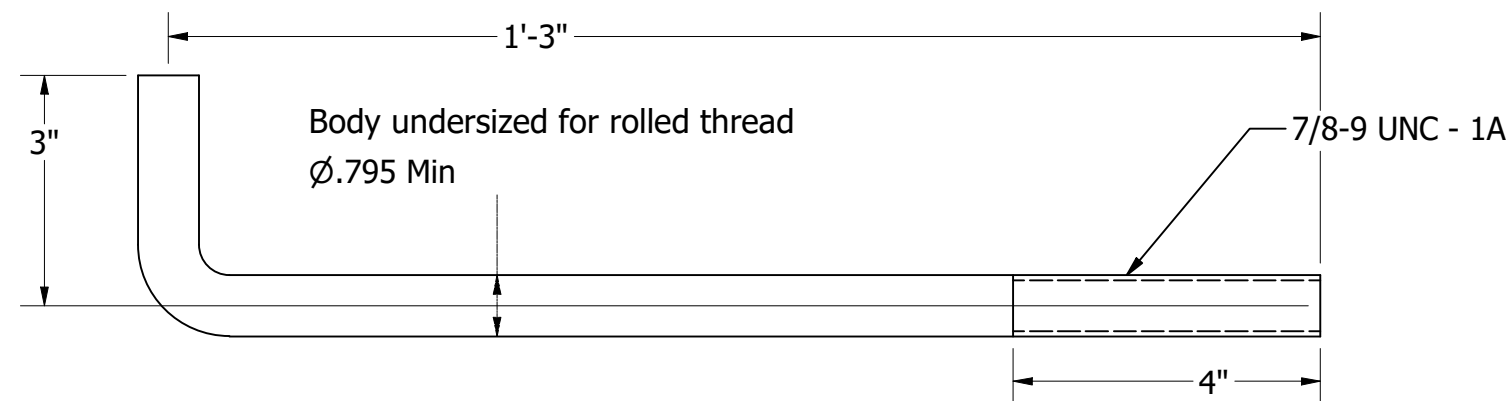 1'-3"
3"
Body undersized for rolled thread
Ø.795 Min
7/8-9 UNC - 1A
4"